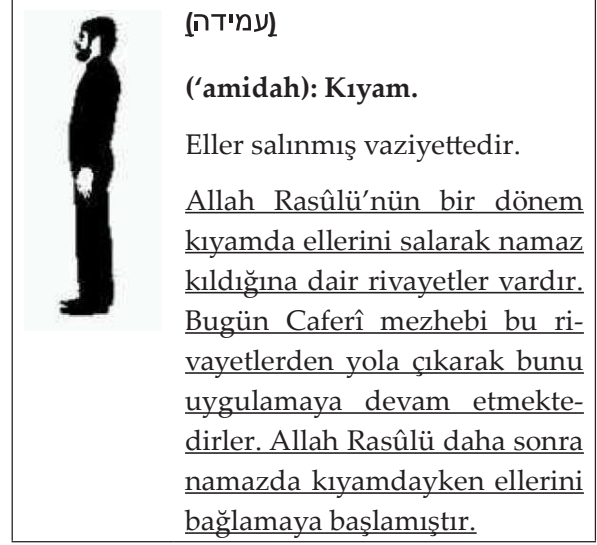 (עמידה)
(‘amidah): Kıyam.
Eller salınmış vaziyettedir.
Allah Rasûlü’nün bir dönem
kıyamda ellerini salarak namaz
kıldığına dair rivayetler vardır.
Bugün Caferî mezhebi bu ri-
vayetlerden yola çıkarak bunu
uygulamaya devam etmekte-
dirler. Allah Rasûlü daha sonra
namazda kıyamdayken ellerini
bağlamaya başlamıştır.